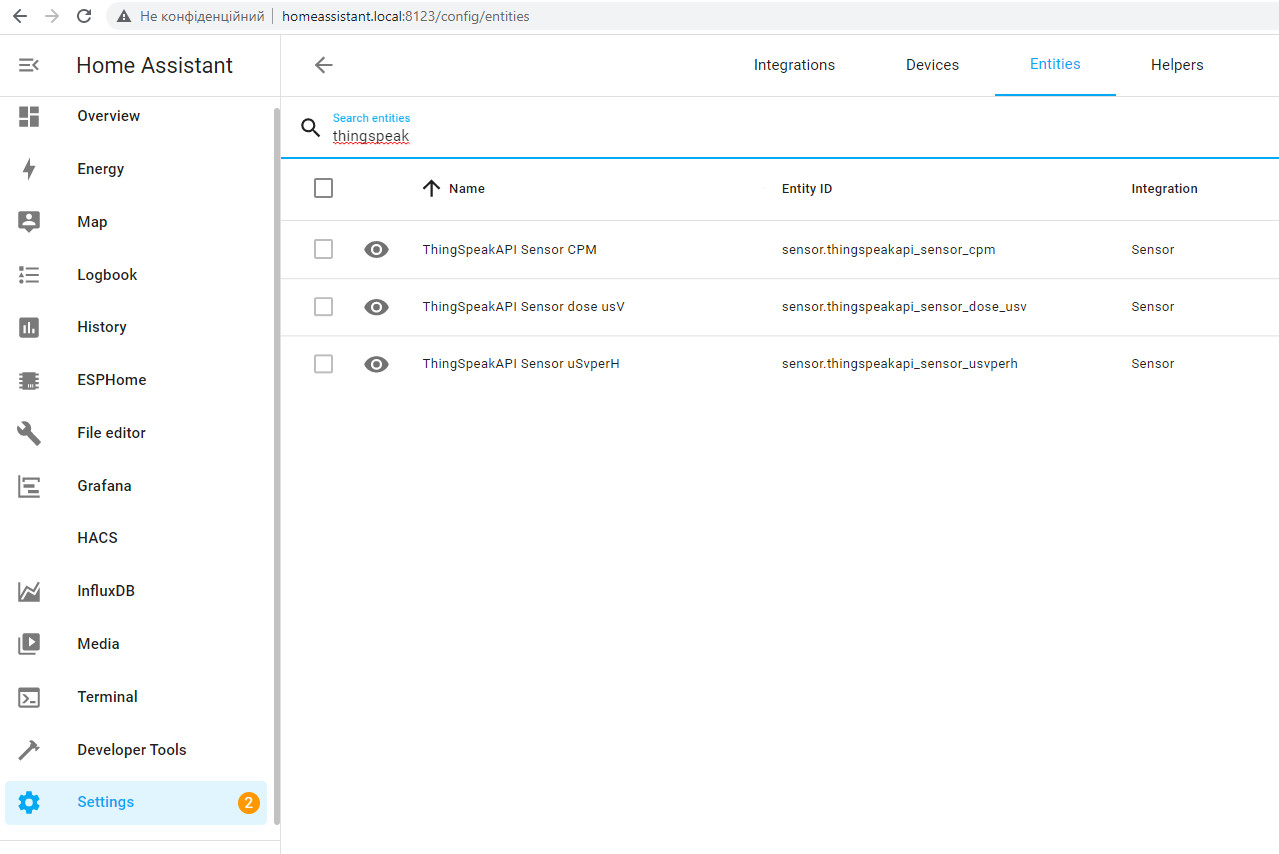 Не конфіденційний
homeassistant.local:8123/config/entities
Home Assistant
Integrations
Devices
Entities
Helpers
Overview
Energy
Map
Logbook
History
ESPHome
File editor
Grafana
HACS
InfluxDB
Media
Terminal
Developer Tools
Settings
2
Search entities
thingspeak
Name Entity ID Integration
ThingSpeakAPI Sensor CPM sensor.thingspeakapi_sensor_cpm Sensor
ThingSpeakAPI Sensor dose usV sensor.thingspeakapi_sensor_dose_usv Sensor
ThingSpeakAPI Sensor uSvperH sensor.thingspeakapi_sensor_usvperh Sensor